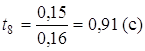 t₈ = 0,15/0,16 = 0,91 (c)